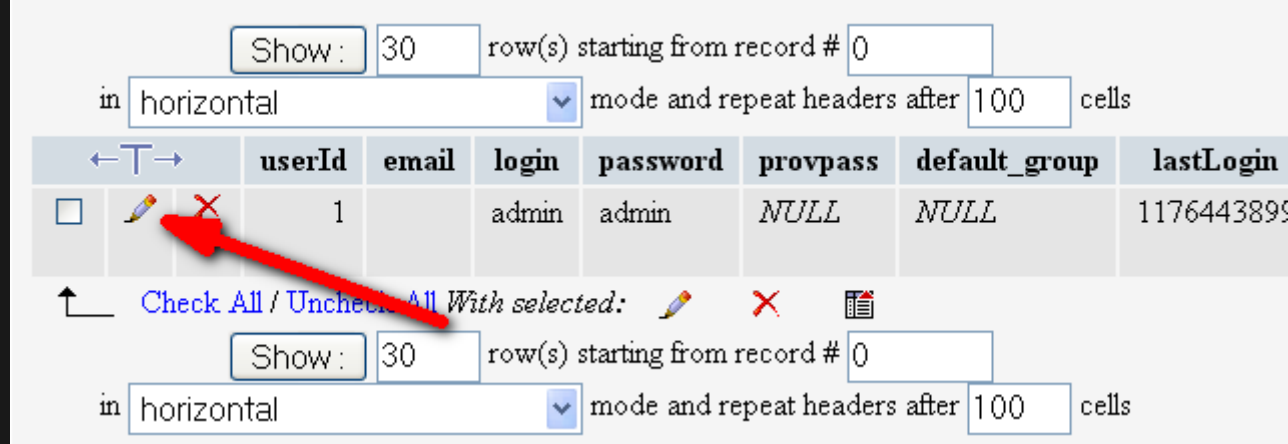 Show : 30 row(s) starting from record # 0
in horizontal mode and repeat headers after 100 cells
←T→ userId email login password provpass default_group lastLogin
1 admin admin NULL NULL 1176443899
Check All / Uncheck All With selected:
Show : 30 row(s) starting from record # 0
in horizontal mode and repeat headers after 100 cells